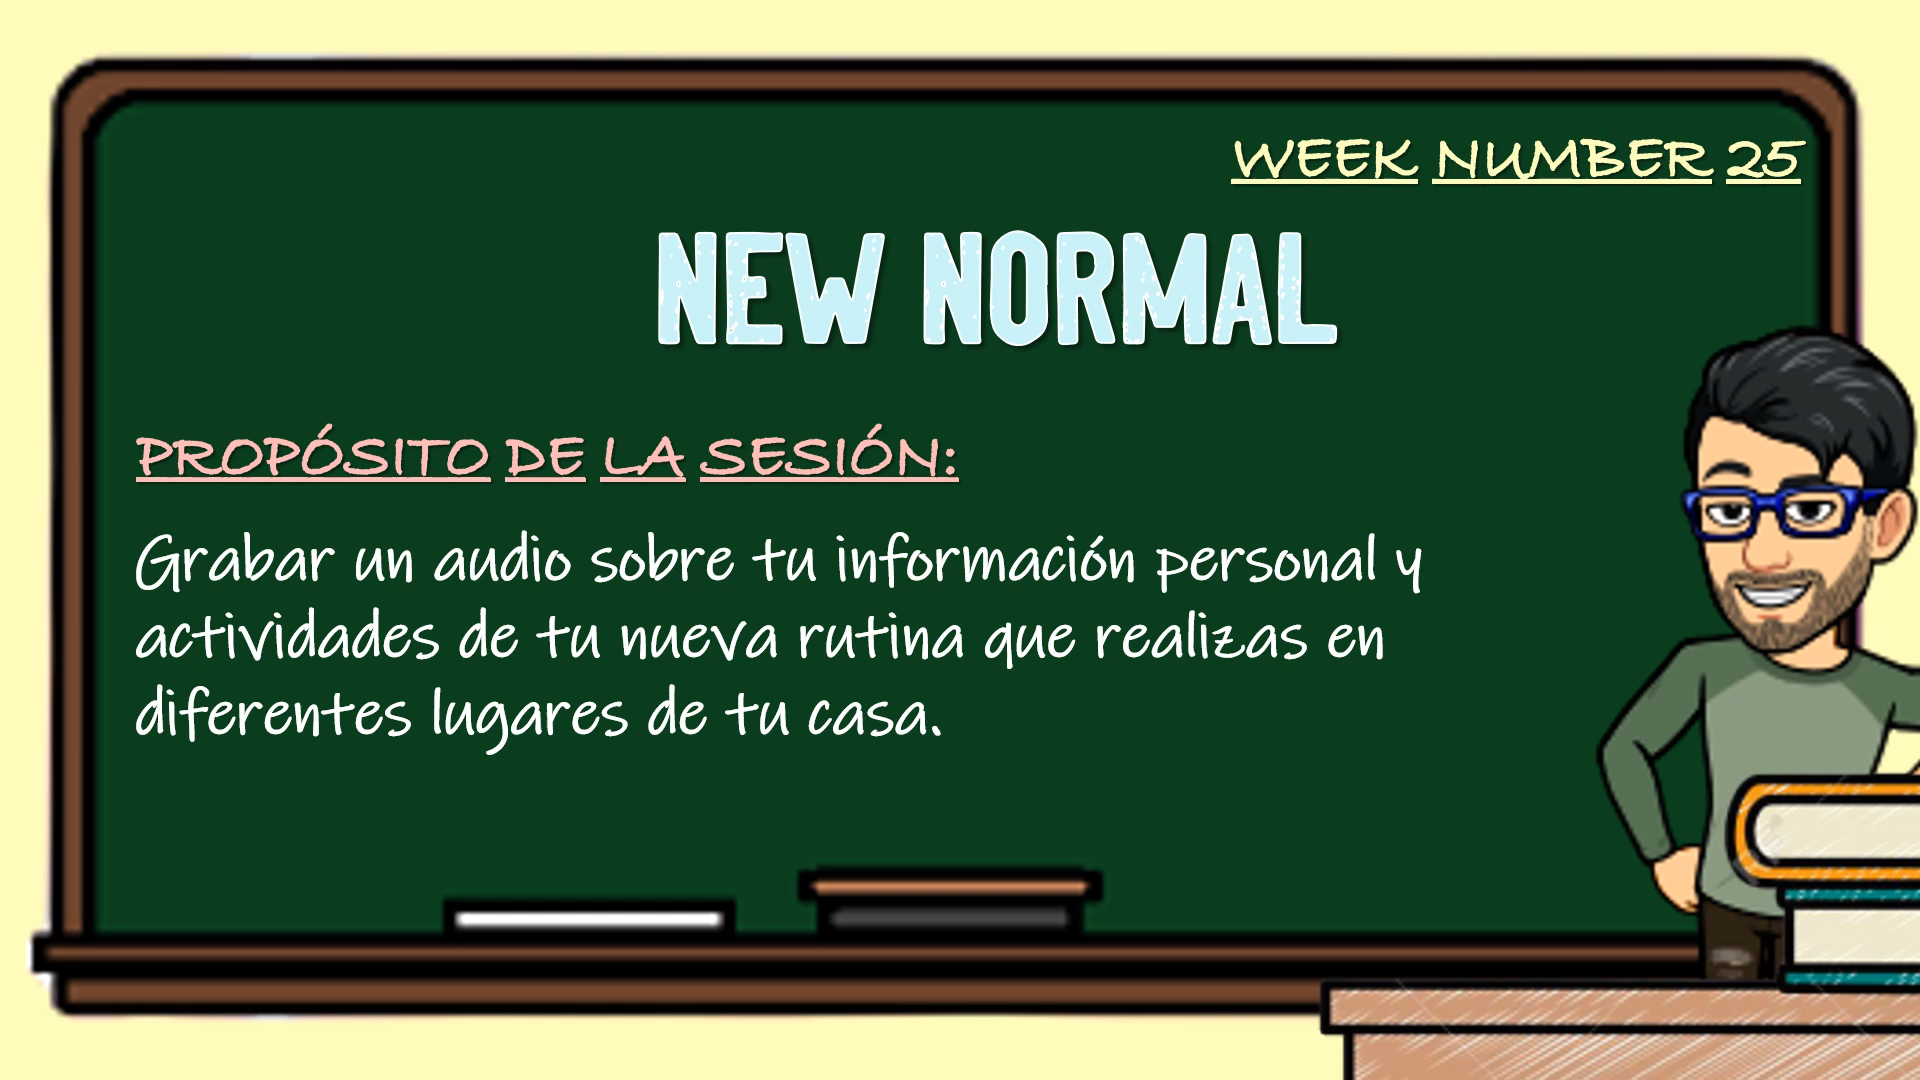 WEEK NUMBER 25
NEW NORMAL
PROPÓSITO DE LA SESIÓN:
Grabar un audio sobre tu información personal y
actividades de tu nueva rutina que realizas en
diferentes lugares de tu casa.